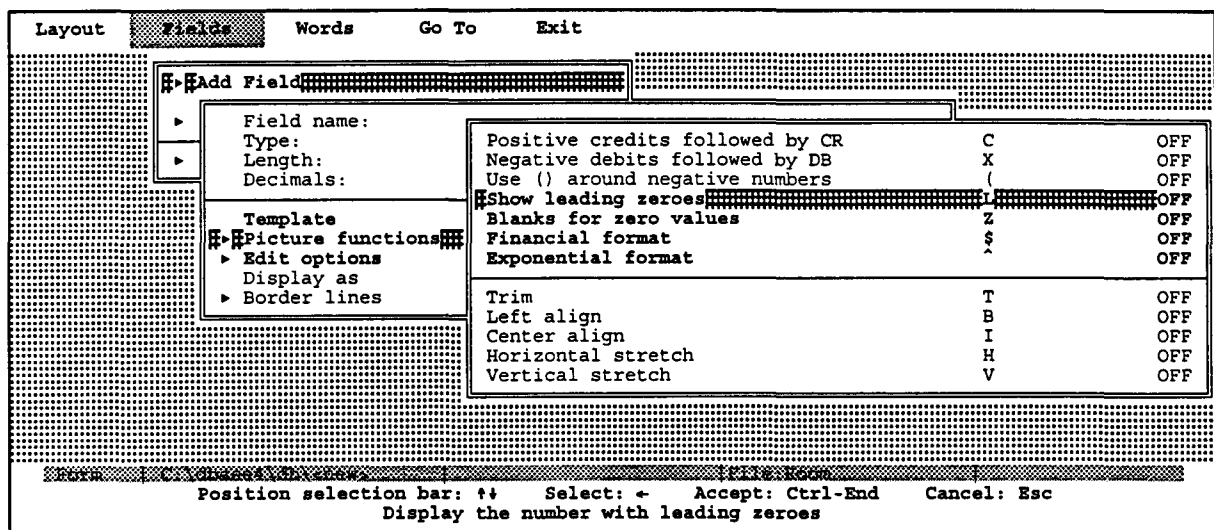 Layout Fields Words Go To Exit
▶Add Field
▶ Field name:
Type:
▶ Length:
Decimals:
Template
▶Picture functions
▶ Edit options
Display as
▶ Border lines
Positive credits followed by CR C OFF
Negative debits followed by DB X OFF
Use () around negative numbers ( OFF
Show leading zeroes L OFF
Blanks for zero values Z OFF
Financial format $ OFF
Exponential format ^ OFF
Trim T OFF
Left align B OFF
Center align I OFF
Horizontal stretch H OFF
Vertical stretch V OFF
Form C:\dbase4\db\<new> File:Room
Position selection bar: ↑↓ Select: ← Accept: Ctrl-End Cancel: Esc
Display the number with leading zeroes